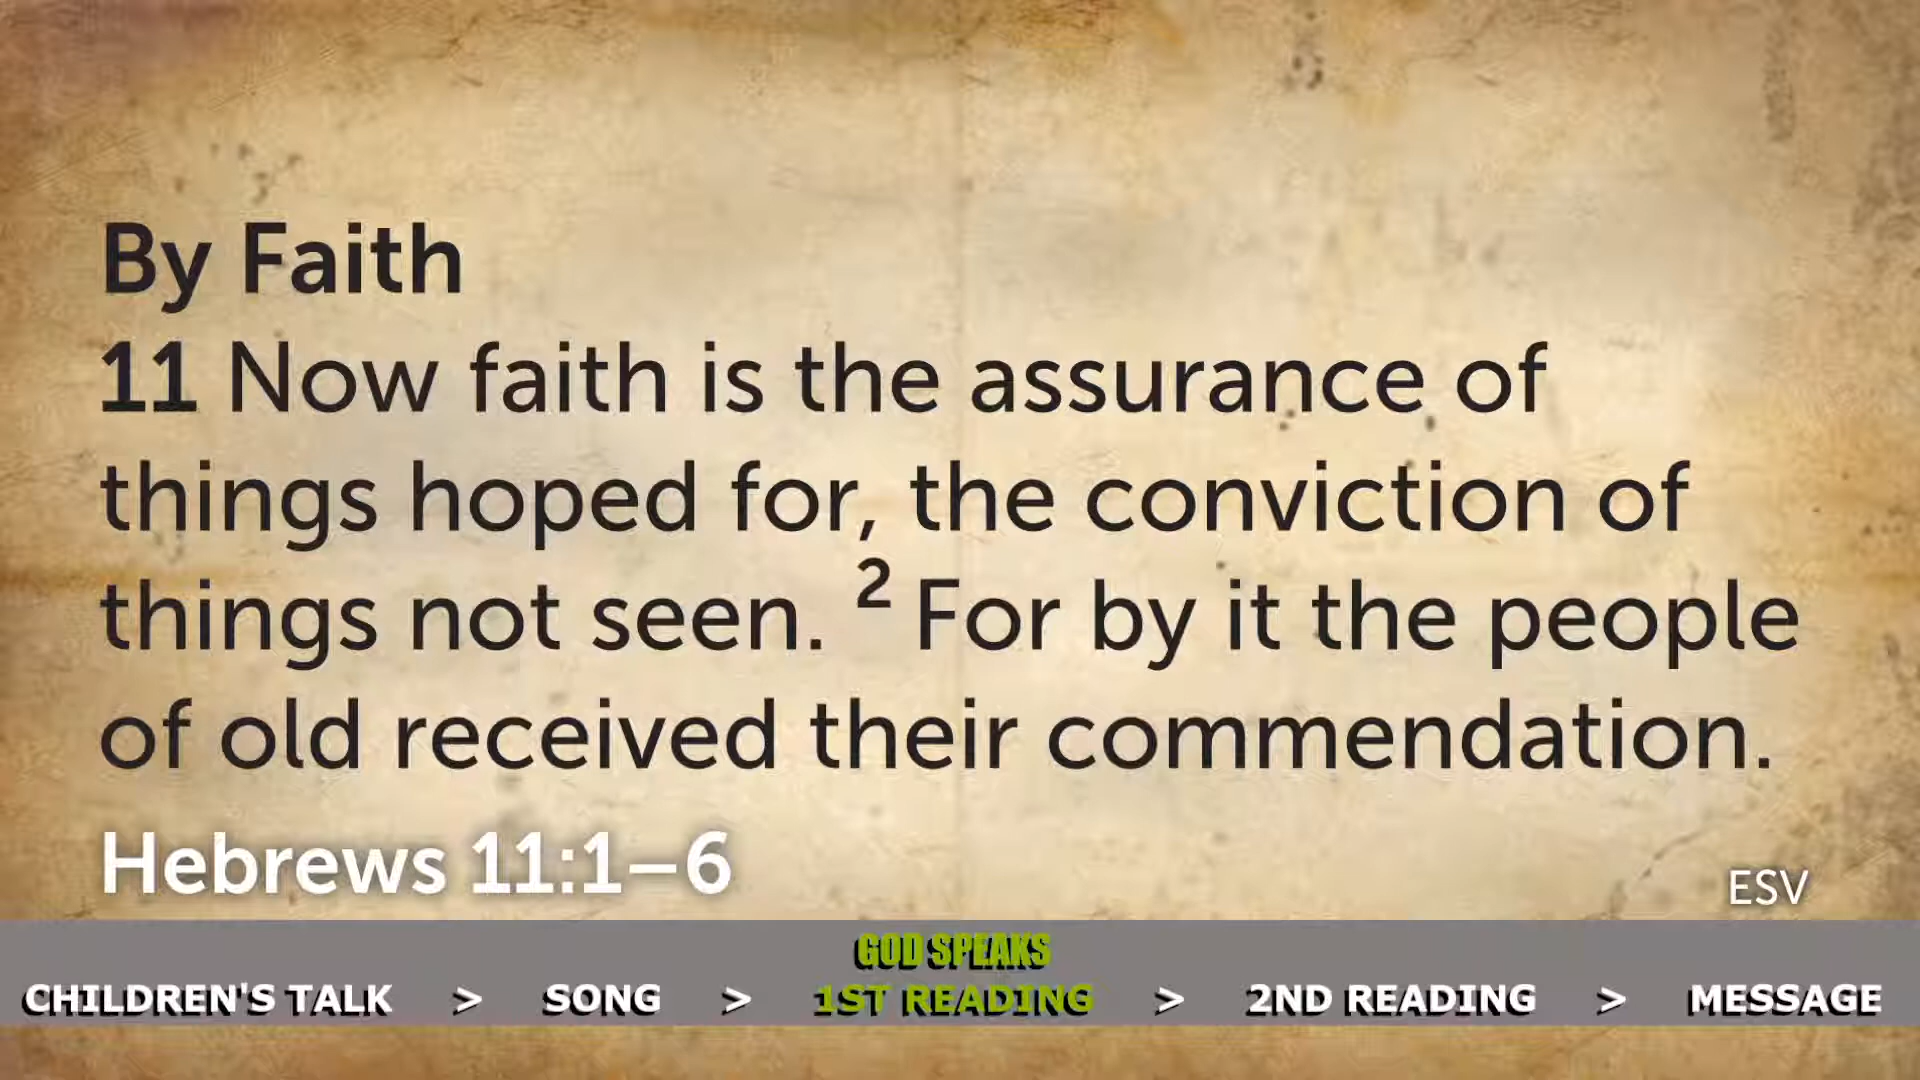 By Faith
11 Now faith is the assurance of
things hoped for, the conviction of
things not seen. 2 For by it the people
of old received their commendation.
Hebrews 11:1–6
ESV
GOD SPEAKS
CHILDREN'S TALK > SONG > 1ST READING > 2ND READING > MESSAGE